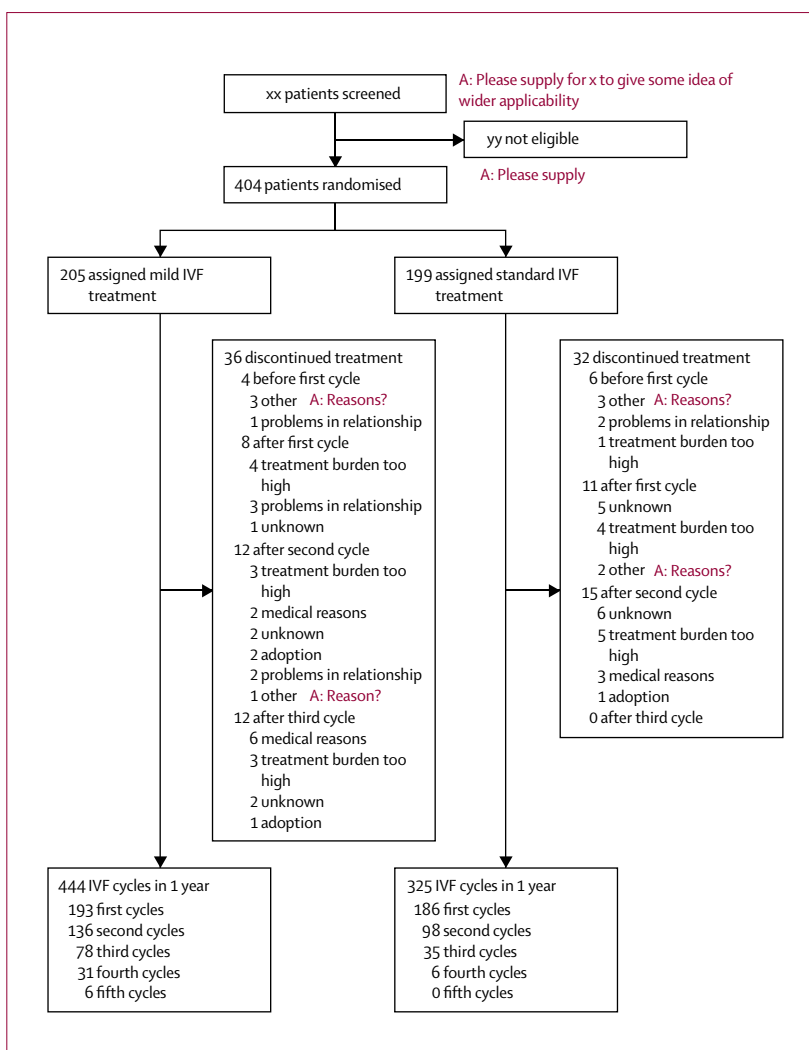 xx patients screened
A: Please supply for x to give some idea of
wider applicability
yy not eligible
A: Please supply
404 patients randomised
205 assigned mild IVF
treatment
199 assigned standard IVF
treatment
36 discontinued treatment
4 before first cycle
3 other A: Reasons?
1 problems in relationship
8 after first cycle
4 treatment burden too
high
3 problems in relationship
1 unknown
12 after second cycle
3 treatment burden too
high
2 medical reasons
2 unknown
2 adoption
2 problems in relationship
1 other A: Reason?
12 after third cycle
6 medical reasons
3 treatment burden too
high
2 unknown
1 adoption
32 discontinued treatment
6 before first cycle
3 other A: Reasons?
2 problems in relationship
1 treatment burden too
high
11 after first cycle
5 unknown
4 treatment burden too
high
2 other A: Reasons?
15 after second cycle
6 unknown
5 treatment burden too
high
3 medical reasons
1 adoption
0 after third cycle
444 IVF cycles in 1 year
193 first cycles
136 second cycles
78 third cycles
31 fourth cycles
6 fifth cycles
325 IVF cycles in 1 year
186 first cycles
98 second cycles
35 third cycles
6 fourth cycles
0 fifth cycles